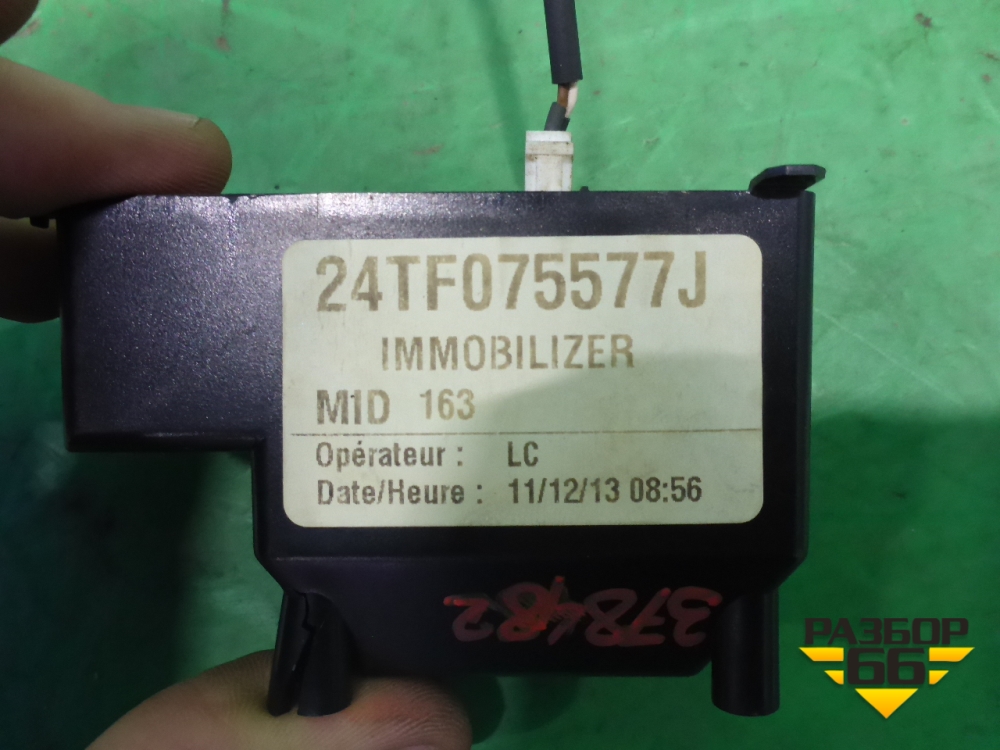 24TF075577J
IMMOBILIZER
M1D 163
Opérateur : LC
Date/Heure : 11/12/13 08:56
378482
РАЗБОР
66